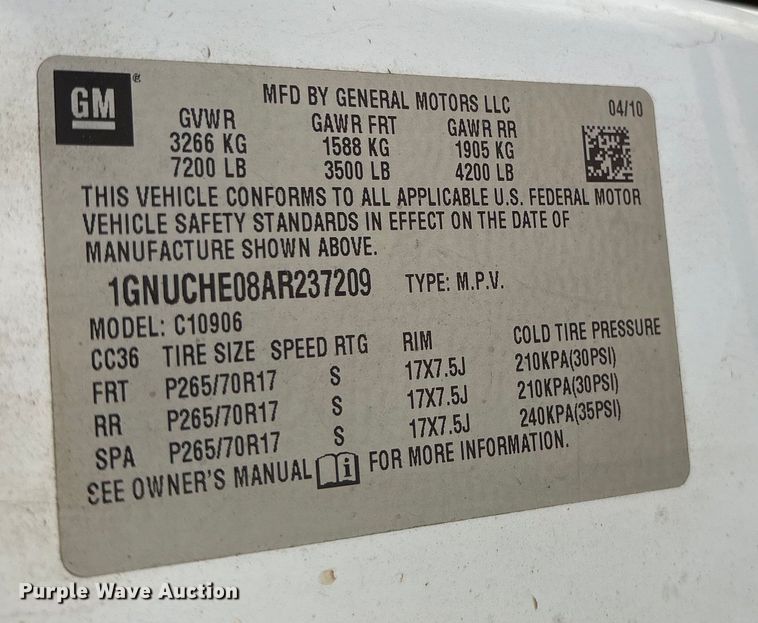 GM ®
MFD BY GENERAL MOTORS LLC 04/10
GVWR GAWR FRT GAWR RR
3266 KG 1588 KG 1905 KG
7200 LB 3500 LB 4200 LB
THIS VEHICLE CONFORMS TO ALL APPLICABLE U.S. FEDERAL MOTOR
VEHICLE SAFETY STANDARDS IN EFFECT ON THE DATE OF
MANUFACTURE SHOWN ABOVE.
1GNUCHE08AR237209 TYPE: M.P.V.
MODEL: C10906
CC36 TIRE SIZE SPEED RTG RIM COLD TIRE PRESSURE
FRT P265/70R17 S 17X7.5J 210KPA(30PSI)
RR P265/70R17 S 17X7.5J 210KPA(30PSI)
SPA P265/70R17 S 17X7.5J 240KPA(35PSI)
SEE OWNER'S MANUAL i FOR MORE INFORMATION.
Purple Wave Auction